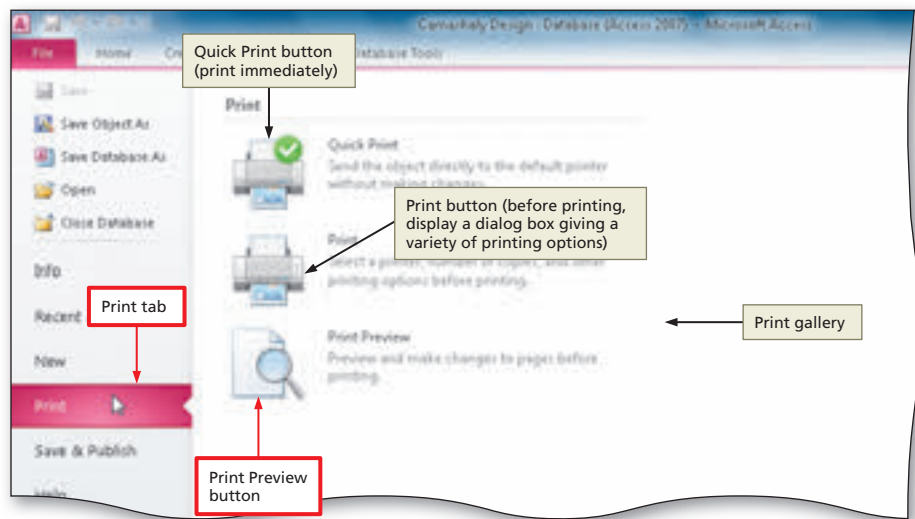 Camashaly Design : Database (Access 2007) - Microsoft Access
File Home Database Tools
Quick Print button
(print immediately)
Save
Save Object As
Save Database As
Open
Close Database
Info
Recent
New
Print
Save & Publish
Help
Print tab
Print
Quick Print
Send the object directly to the default printer
without making changes.
Print button (before printing,
display a dialog box giving a
variety of printing options)
Print
Select a printer, number of copies, and other
printing options before printing.
Print gallery
Print Preview
Preview and make changes to pages before
printing.
Print Preview
button